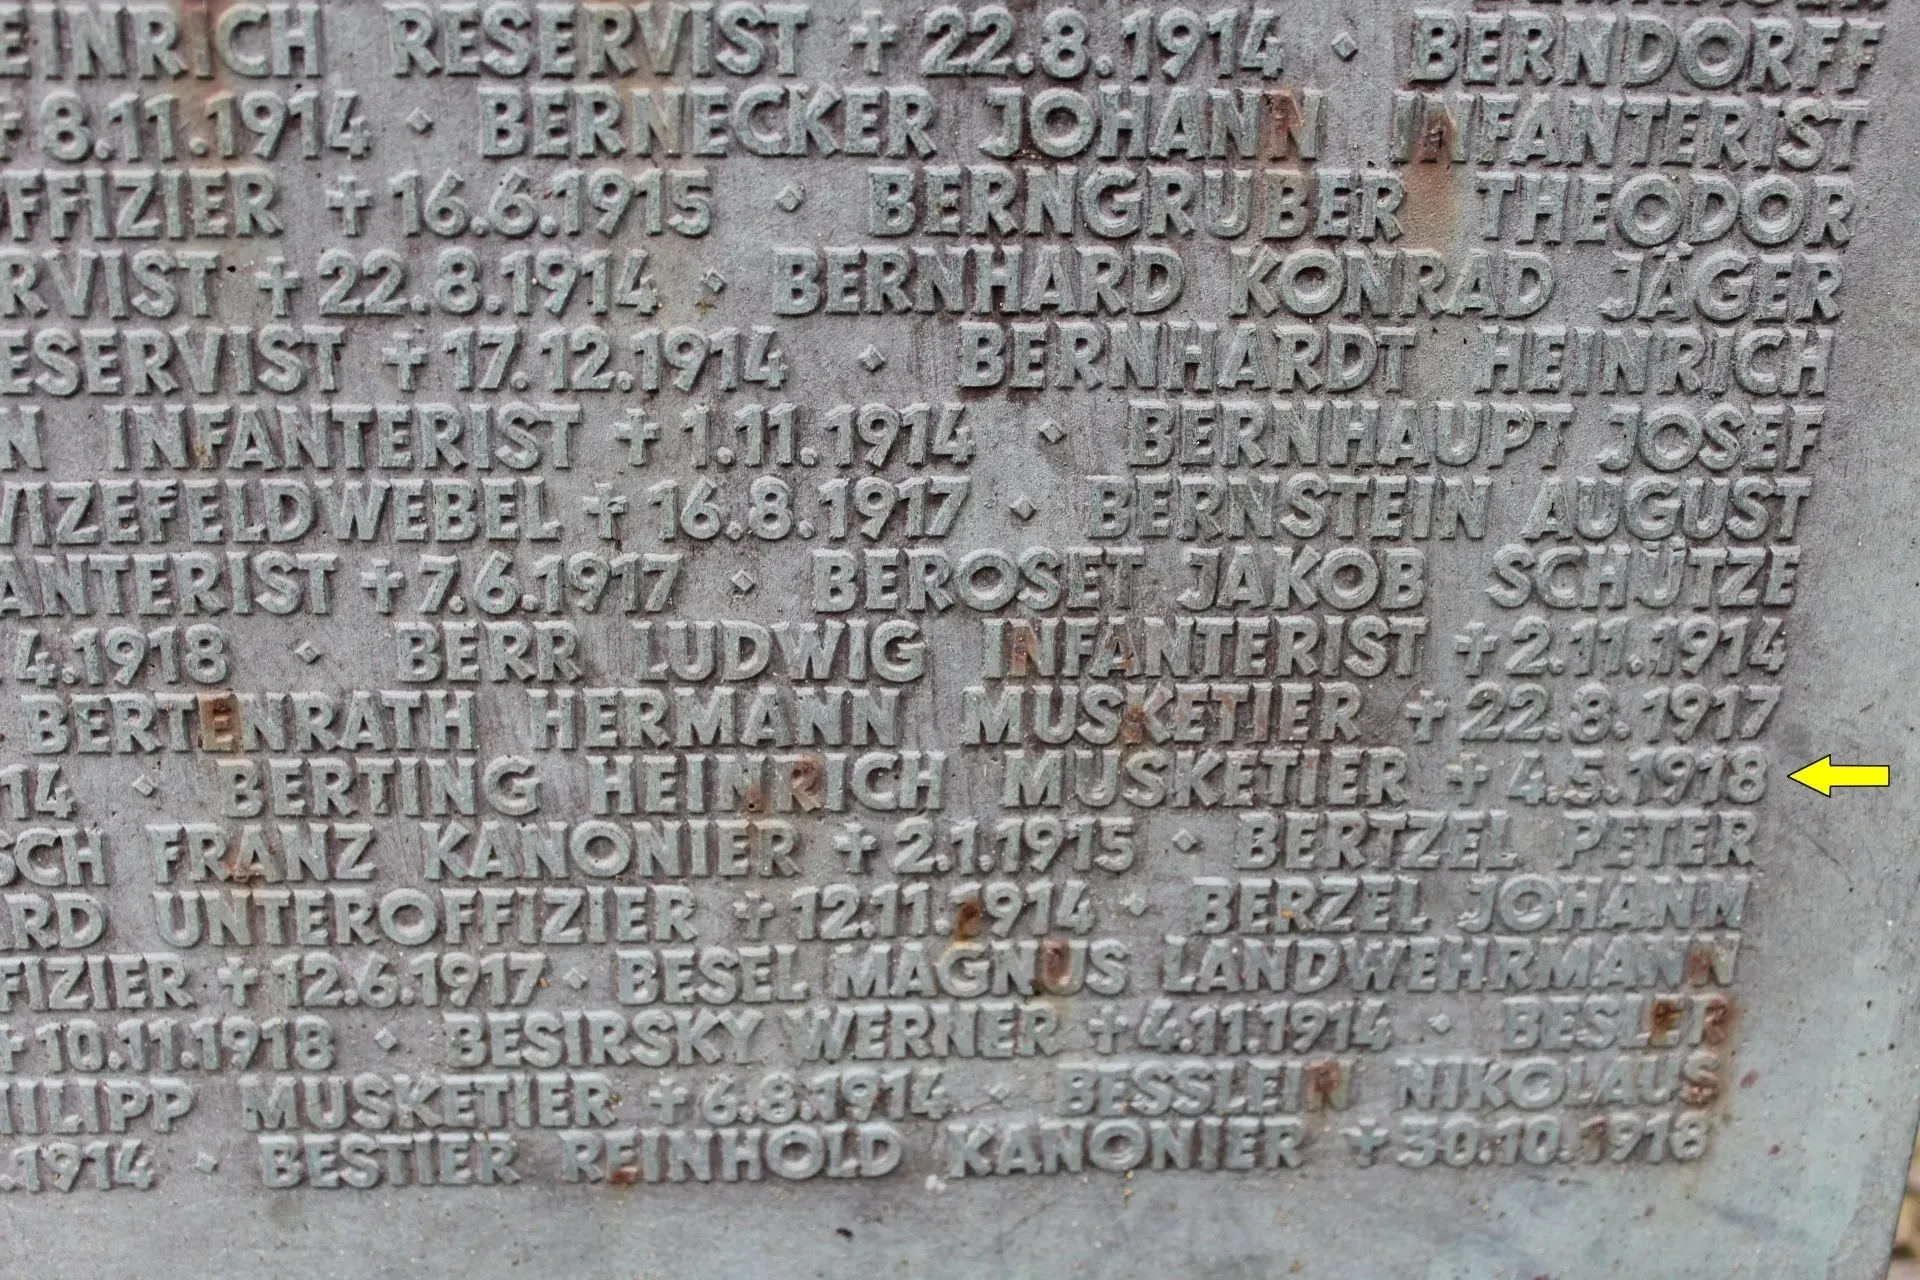 EINRICH RESERVIST ✝ 22.8.1914 ⋄ BERNDORFF
✝ 8.11.1914 ⋄ BERNECKER JOHANN INFANTERIST
OFFIZIER ✝ 16.6.1915 ⋄ BERNGRUBER THEODOR
RVIST ✝ 22.8.1914 ⋄ BERNHARD KONRAD JÄGER
ESERVIST ✝ 17.12.1914 ⋄ BERNHARDT HEINRICH
N INFANTERIST ✝ 1.11.1914 ⋄ BERNHAUPT JOSEF
VIZEFELDWEBEL ✝ 16.8.1917 ⋄ BERNSTEIN AUGUST
ANTERIST ✝ 7.6.1917 ⋄ BEROSET JAKOB SCHÜTZE
4.1918 ⋄ BERR LUDWIG INFANTERIST ✝ 2.11.1914
BERTENRATH HERMANN MUSKETIER ✝ 22.8.1917
14 ⋄ BERTING HEINRICH MUSKETIER ✝ 4.5.1918
SCH FRANZ KANONIER ✝ 2.1.1915 ⋄ BERTZEL PETER
ARD UNTEROFFIZIER ✝ 12.11.1914 ⋄ BERZEL JOHANN
FIZIER ✝ 12.6.1917 ⋄ BESEL MAGNUS LANDWEHRMANN
✝ 10.11.1918 ⋄ BESIRSKY WERNER ✝ 4.11.1914 ⋄ BESLER
HILIPP MUSKETIER ✝ 6.8.1914 ⋄ BESSLEIN NIKOLAUS
.1914 ⋄ BESTIER REINHOLD KANONIER ✝ 30.10.1918